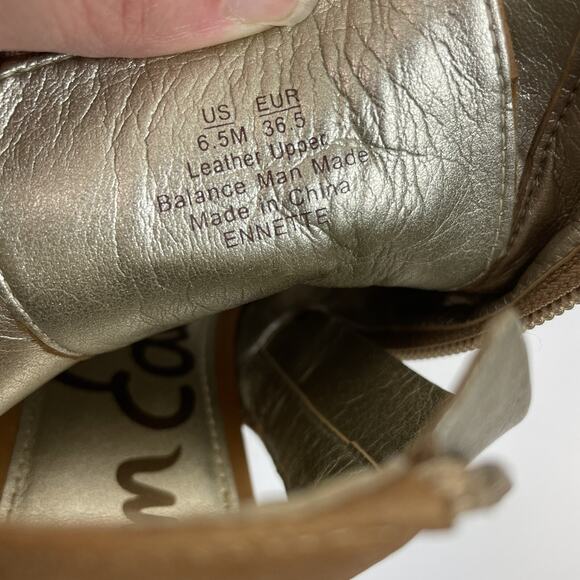 US EUR
6.5M 36.5
Leather Upper
Balance Man Made
Made in China
ENNETTE